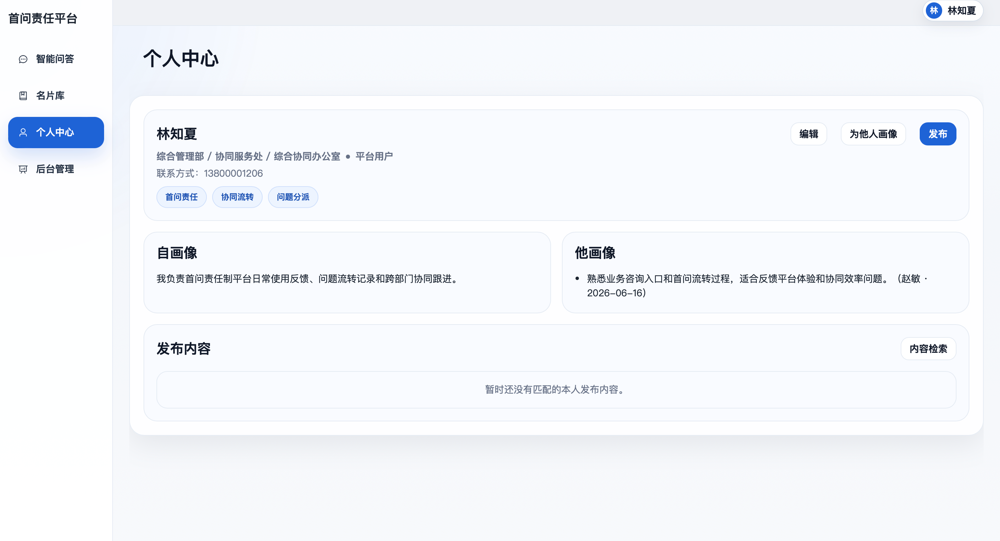 首问责任平台
林 林知夏
智能问答
名片库
个人中心
后台管理
个人中心
林知夏
编辑
为他人画像
发布
综合管理部 / 协同服务处 / 综合协同办公室 ● 平台用户
联系方式：13800001206
首问责任
协同流转
问题分派
自画像
我负责首问责任制平台日常使用反馈、问题流转记录和跨部门协同跟进。
他画像
• 熟悉业务咨询入口和首问流转过程，适合反馈平台体验和协同效率问题。（赵敏 ·
2026-06-16）
发布内容
内容检索
暂时还没有匹配的本人发布内容。